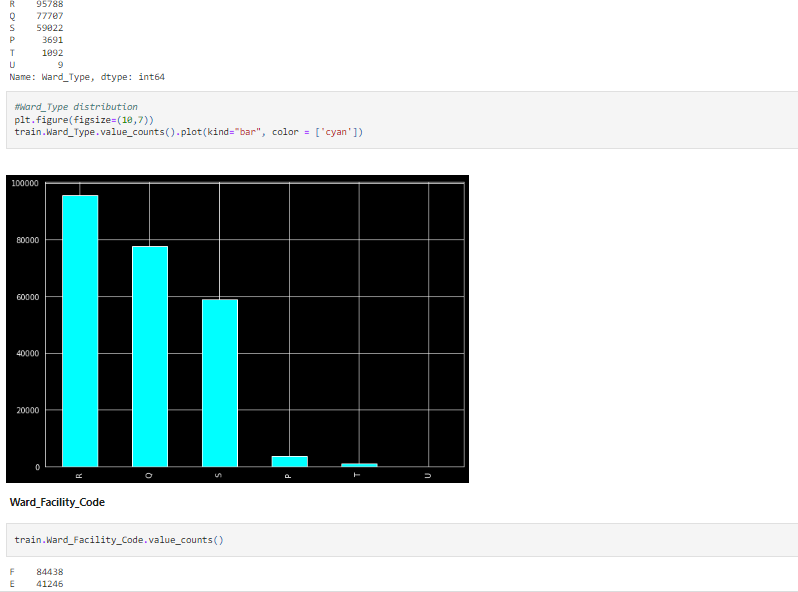 R    95788
Q    77707
S    59022
P     3691
T     1092
U        9
Name: Ward_Type, dtype: int64
#Ward_Type distribution
plt.figure(figsize=(10,7))
train.Ward_Type.value_counts().plot(kind="bar", color = ['cyan'])
100000
80000
60000
40000
20000
0
R Q S P T U
Ward_Facility_Code
train.Ward_Facility_Code.value_counts()
F    84438
E    41246